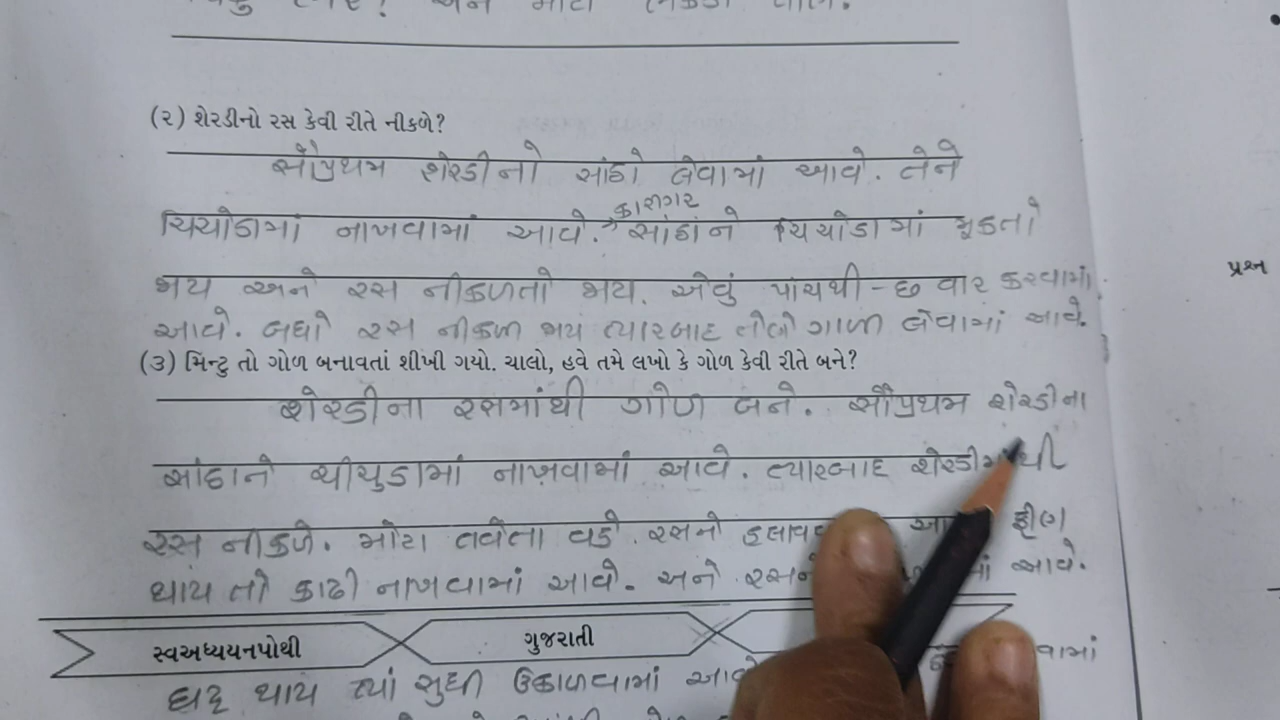 (૨) શેરડીનો રસ કેવી રીતે નીકળે?
સૌપ્રથમ શેરડીનો સાંઠો લેવામાં આવે. તેને
કારીગર
ચિચોડામાં નાખવામાં આવે. સાંઠાને ચિચોડામાં મૂકતો
જાય અને રસ નીકળતો જાય. એવું પાંચથી-છ વાર કરવામાં
આવે. બધો રસ નીકળી જાય ત્યારબાદ તેને ગાળી લેવામાં આવે.
(૩) મિન્ટુ તો ગોળ બનાવતાં શીખી ગયો. ચાલો, હવે તમે લખો કે ગોળ કેવી રીતે બને?
શેરડીના રસમાંથી ગોળ બને. સૌપ્રથમ શેરડીના
સાંઠાને ચીચુડામાં નાખવામાં આવે. ત્યારબાદ
રસ નીકળે. મોટા તવેતા વડે રસને ફીણ
થાય તો કાઢી નાખવામાં આવે. અને આવે.
સ્વઅધ્યયનપોથી ગુજરાતી
ઘટ્ટ થાય ત્યાં સુધી ઉકાળવામાં
પ્રશ્ન